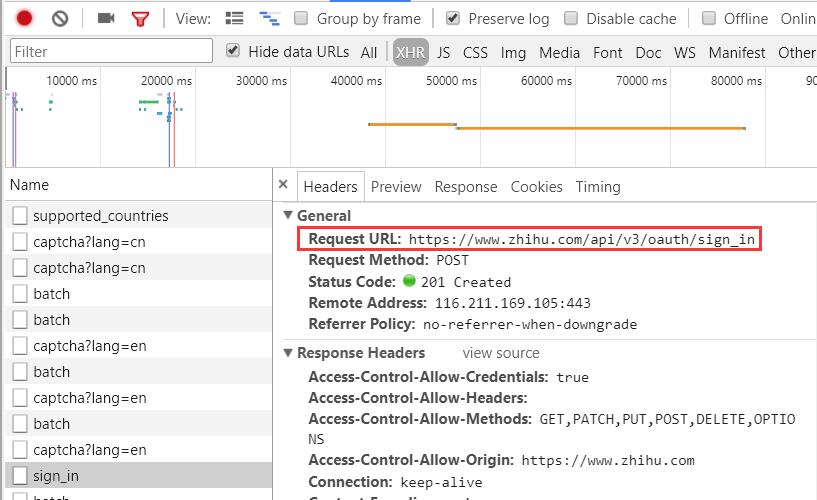 View: Group by frame Preserve log Disable cache Offline Onlin
Filter Hide data URLs All XHR JS CSS Img Media Font Doc WS Manifest Other
10000 ms 20000 ms 30000 ms 40000 ms 50000 ms 60000 ms 70000 ms 80000 ms 90
Name
× Headers Preview Response Cookies Timing
supported_countries
captcha?lang=cn
captcha?lang=cn
batch
batch
captcha?lang=en
batch
captcha?lang=en
batch
captcha?lang=en
sign_in
batch
General
Request URL: https://www.zhihu.com/api/v3/oauth/sign_in
Request Method: POST
Status Code: 201 Created
Remote Address: 116.211.169.105:443
Referrer Policy: no-referrer-when-downgrade
Response Headers view source
Access-Control-Allow-Credentials: true
Access-Control-Allow-Headers:
Access-Control-Allow-Methods: GET,PATCH,PUT,POST,DELETE,OPTIO
NS
Access-Control-Allow-Origin: https://www.zhihu.com
Connection: keep-alive